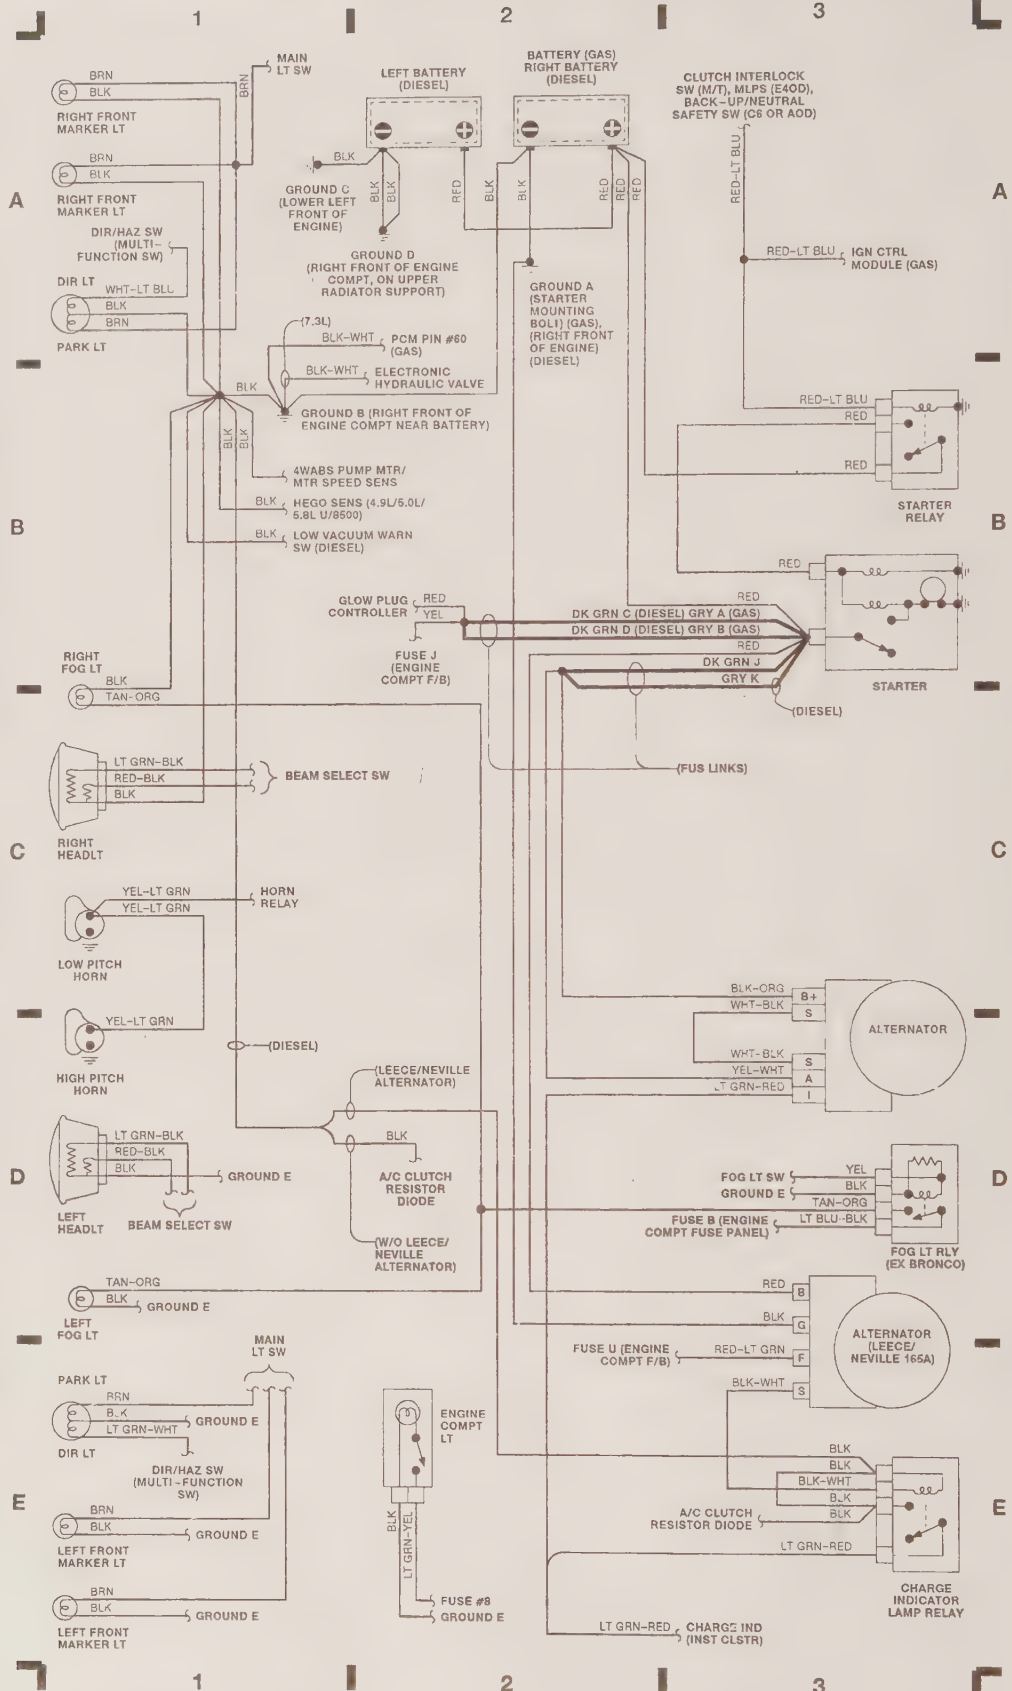 1
2
3
A
A
BRN
BLK
RIGHT FRONT
MARKER LT
BRN
MAIN
LT SW
BRN
BLK
RIGHT FRONT
MARKER LT
DIR/HAZ SW
(MULTI-
FUNCTION SW)
DIR LT
WHT-LT BLU
BLK
BRN
PARK LT
LEFT BATTERY
(DIESEL)
BATTERY (GAS)
RIGHT BATTERY
(DIESEL)
BLK
BLK
BLK
RED
BLK
BLK
RED
RED
RED
GROUND C
(LOWER LEFT
FRONT OF
ENGINE)
GROUND D
(RIGHT FRONT OF ENGINE
COMPT, ON UPPER
RADIATOR SUPPORT)
GROUND A
(STARTER
MOUNTING
BOLT) (GAS),
(RIGHT FRONT
OF ENGINE)
(DIESEL)
CLUTCH INTERLOCK
SW (M/T), MLPS (E4OD),
BACK-UP/NEUTRAL
SAFETY SW (C6 OR AOD)
RED-LT BLU
RED-LT BLU
IGN CTRL
MODULE (GAS)
(7.3L)
BLK-WHT
PCM PIN #60
(GAS)
BLK-WHT
ELECTRONIC
HYDRAULIC VALVE
BLK
GROUND B (RIGHT FRONT OF
ENGINE COMPT NEAR BATTERY)
BLK
BLK
4WABS PUMP MTR/
MTR SPEED SENS
BLK
HEGO SENS (4.9L/5.0L/
5.8L U/8500)
BLK
LOW VACUUM WARN
SW (DIESEL)
RED-LT BLU
RED
RED
STARTER
RELAY
B
B
RED
GLOW PLUG
CONTROLLER
RED
YEL
FUSE J
(ENGINE
COMPT F/B)
RED
DK GRN C (DIESEL) GRY A (GAS)
DK GRN D (DIESEL) GRY B (GAS)
RED
DK GRN J
GRY K
STARTER
(DIESEL)
(FUS LINKS)
RIGHT
FOG LT
BLK
TAN-ORG
LT GRN-BLK
RED-BLK
BLK
BEAM SELECT SW
RIGHT
HEADLT
C
C
YEL-LT GRN
YEL-LT GRN
HORN
RELAY
LOW PITCH
HORN
YEL-LT GRN
HIGH PITCH
HORN
(DIESEL)
(LEECE/NEVILLE
ALTERNATOR)
BLK
A/C CLUTCH
RESISTOR
DIODE
(W/O LEECE/
NEVILLE
ALTERNATOR)
BLK-ORG
B+
WHT-BLK
S
WHT-BLK
S
YEL-WHT
A
LT GRN-RED
I
ALTERNATOR
LT GRN-BLK
RED-BLK
BLK
GROUND E
LEFT
HEADLT
BEAM SELECT SW
D
D
FOG LT SW
YEL
GROUND E
BLK
TAN-ORG
FUSE B (ENGINE
COMPT FUSE PANEL)
LT BLU-BLK
FOG LT RLY
(EX BRONCO)
TAN-ORG
BLK
GROUND E
LEFT
FOG LT
RED
B
BLK
G
FUSE U (ENGINE
COMPT F/B)
RED-LT GRN
F
BLK-WHT
S
ALTERNATOR
(LEECE/
NEVILLE 165A)
MAIN
LT SW
PARK LT
BRN
BLK
GROUND E
LT GRN-WHT
DIR LT
DIR/HAZ SW
(MULTI-FUNCTION
SW)
BRN
BLK
GROUND E
LEFT FRONT
MARKER LT
BRN
BLK
GROUND E
LEFT FRONT
MARKER LT
ENGINE
COMPT
LT
BLK
LT GRN-YEL
FUSE #8
GROUND E
E
E
BLK
BLK
BLK-WHT
BLK
A/C CLUTCH
RESISTOR DIODE
BLK
LT GRN-RED
CHARGE
INDICATOR
LAMP RELAY
LT GRN-RED
CHARGE IND
(INST CLSTR)
1
2
3